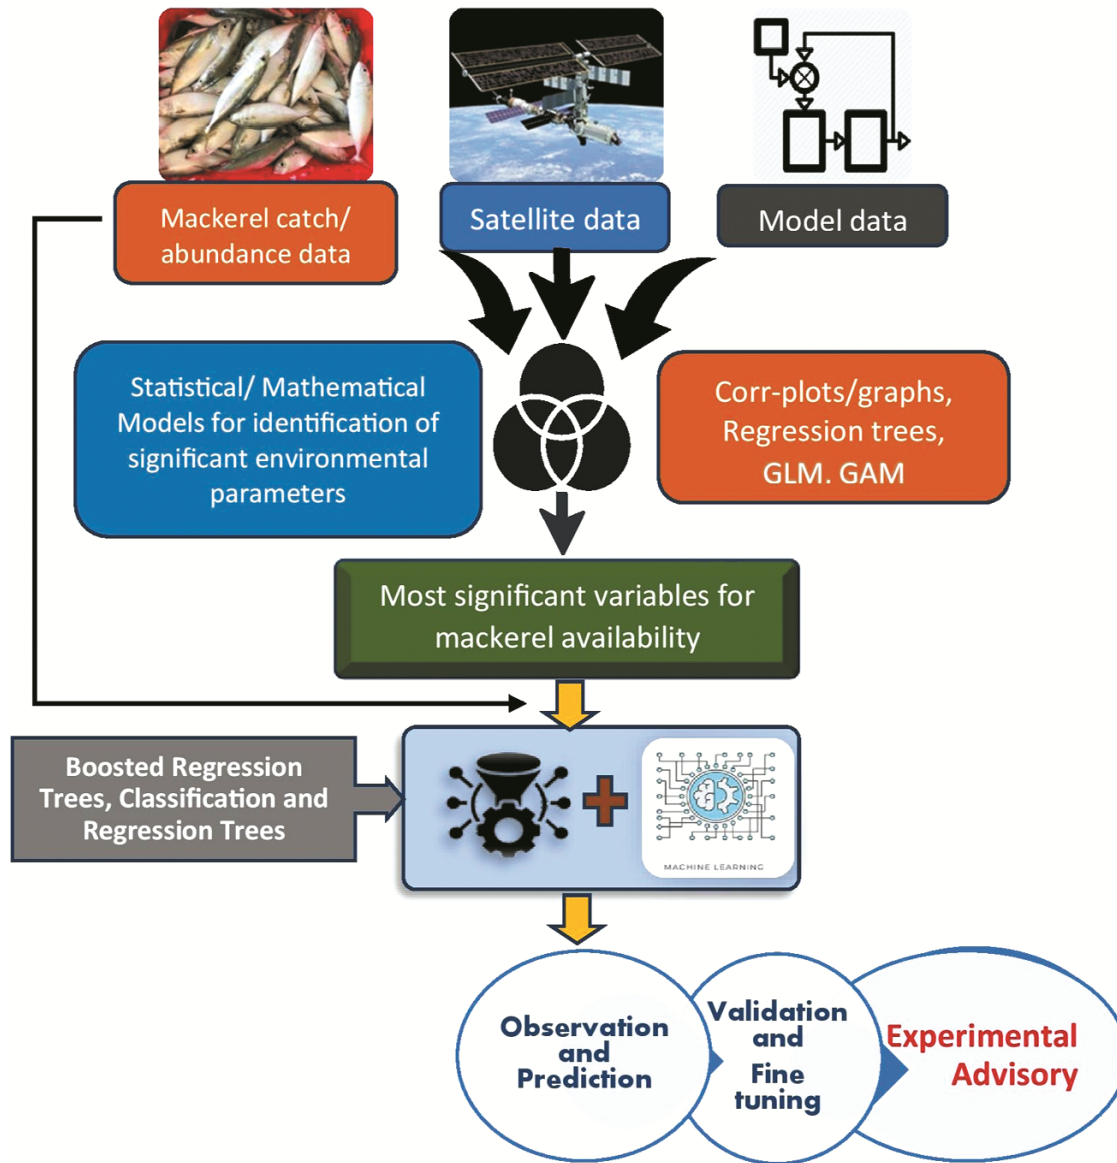 Mackerel catch/
abundance data
Satellite data
Model data
Statistical/ Mathematical
Models for identification of
significant environmental
parameters
Corr-plots/graphs,
Regression trees,
GLM. GAM
Most significant variables for
mackerel availability
Boosted Regression
Trees, Classification and
Regression Trees
MACHINE LEARNING
Observation
and
Prediction
Validation
and
Fine
tuning
Experimental
Advisory